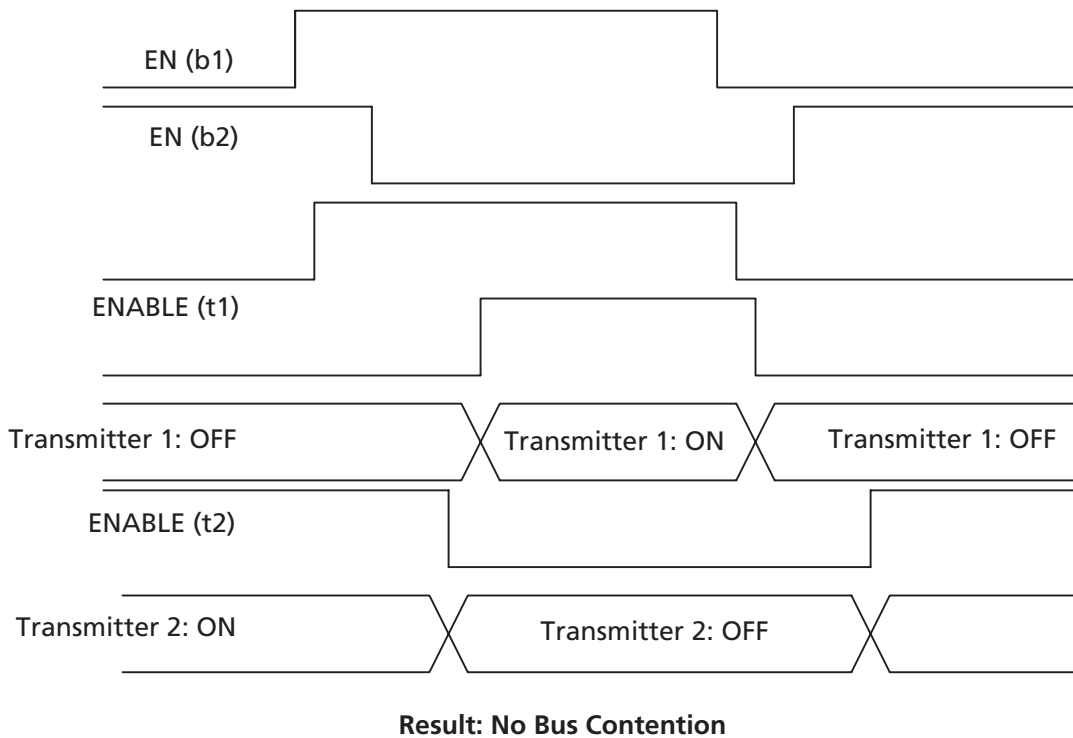 EN (b1)
EN (b2)
ENABLE (t1)
Transmitter 1: OFF
Transmitter 1: ON
Transmitter 1: OFF
ENABLE (t2)
Transmitter 2: ON
Transmitter 2: OFF
Result: No Bus Contention